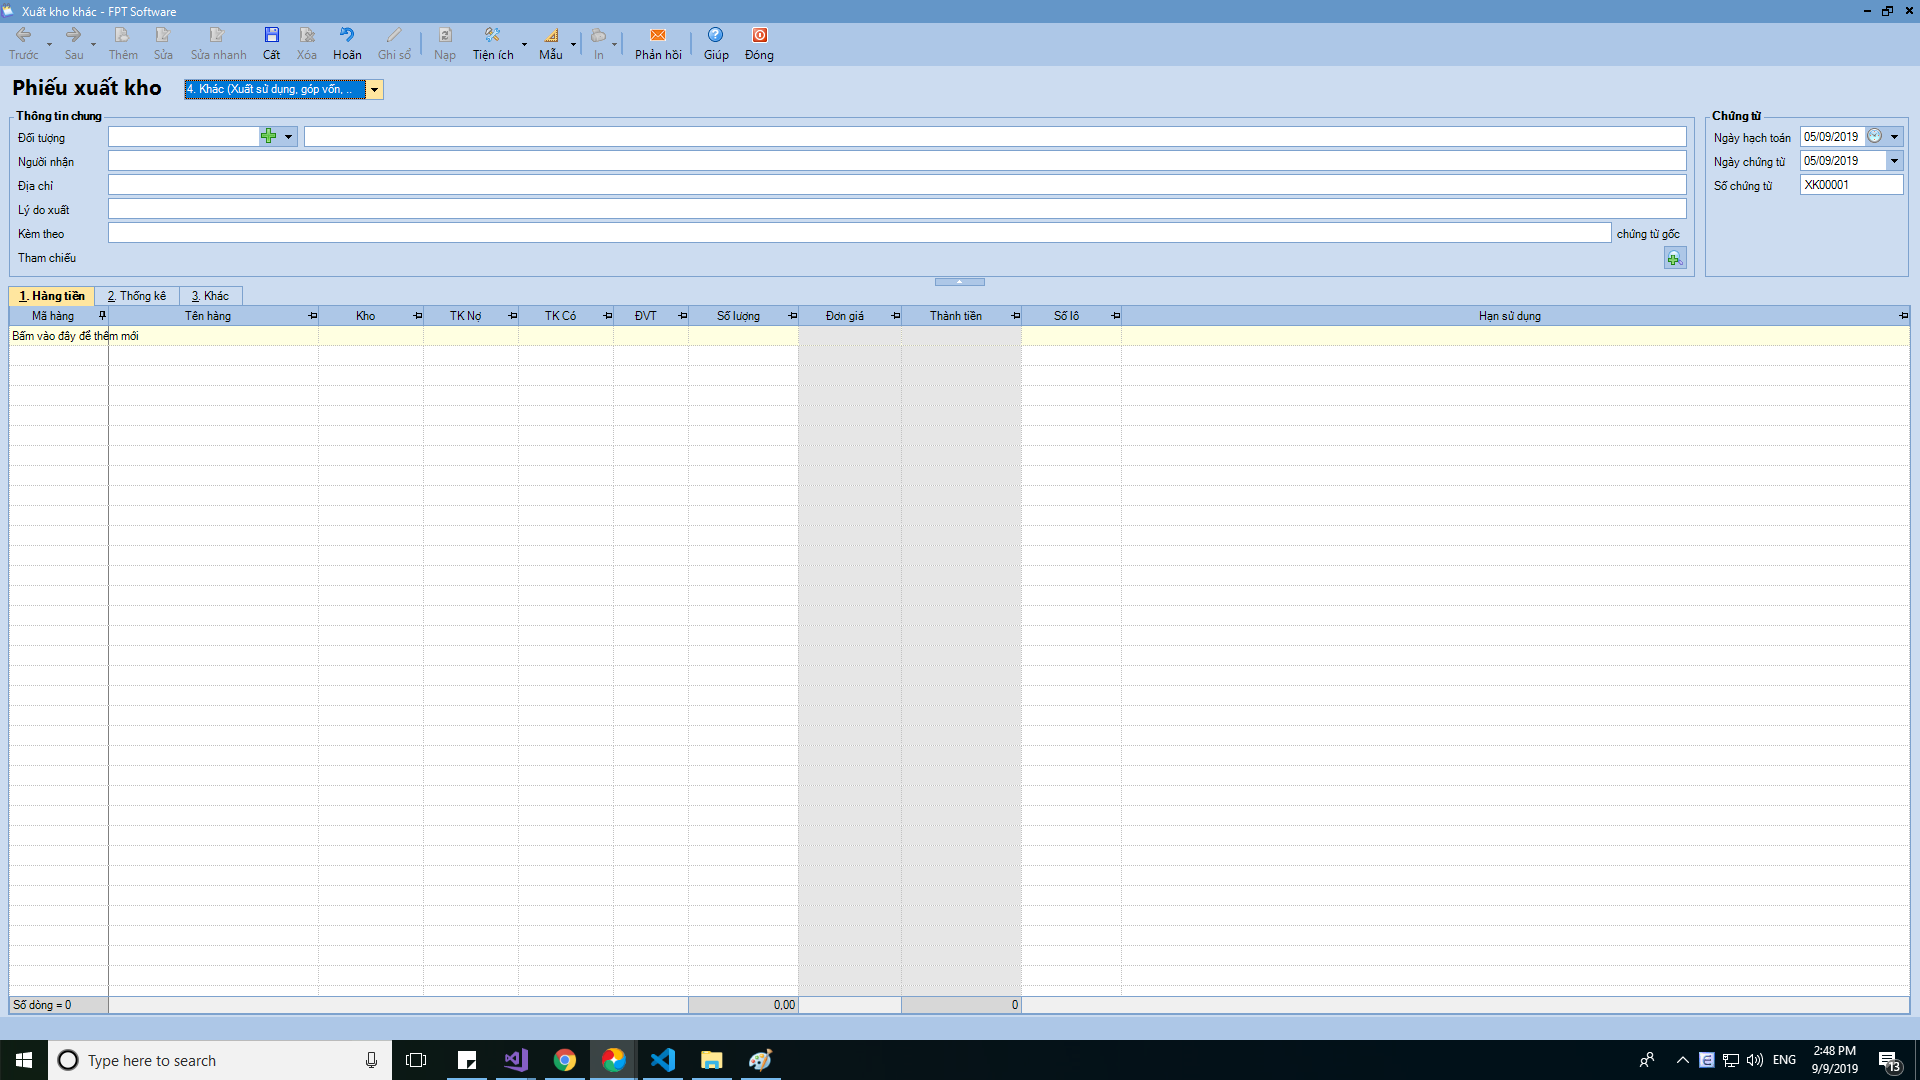 Xuất kho khác - FPT Software
Trước Sau Thêm Sửa Sửa nhanh Cất Xóa Hoãn Ghi sổ Nạp Tiện ích Mẫu In Phản hồi Giúp Đóng
Phiếu xuất kho 4. Khác (Xuất sử dụng, góp vốn, ..
Thông tin chung
Đối tượng
Người nhận
Địa chỉ
Lý do xuất
Kèm theo chứng từ gốc
Tham chiếu
Chứng từ
Ngày hạch toán 05/09/2019
Ngày chứng từ 05/09/2019
Số chứng từ XK00001
1. Hàng tiền 2. Thống kê 3. Khác
Mã hàng Tên hàng Kho TK Nợ TK Có ĐVT Số lượng Đơn giá Thành tiền Số lô Hạn sử dụng
Bấm vào đây để thêm mới
Số dòng = 0 0,00 0
Type here to search
ENG
2:48 PM
9/9/2019
13